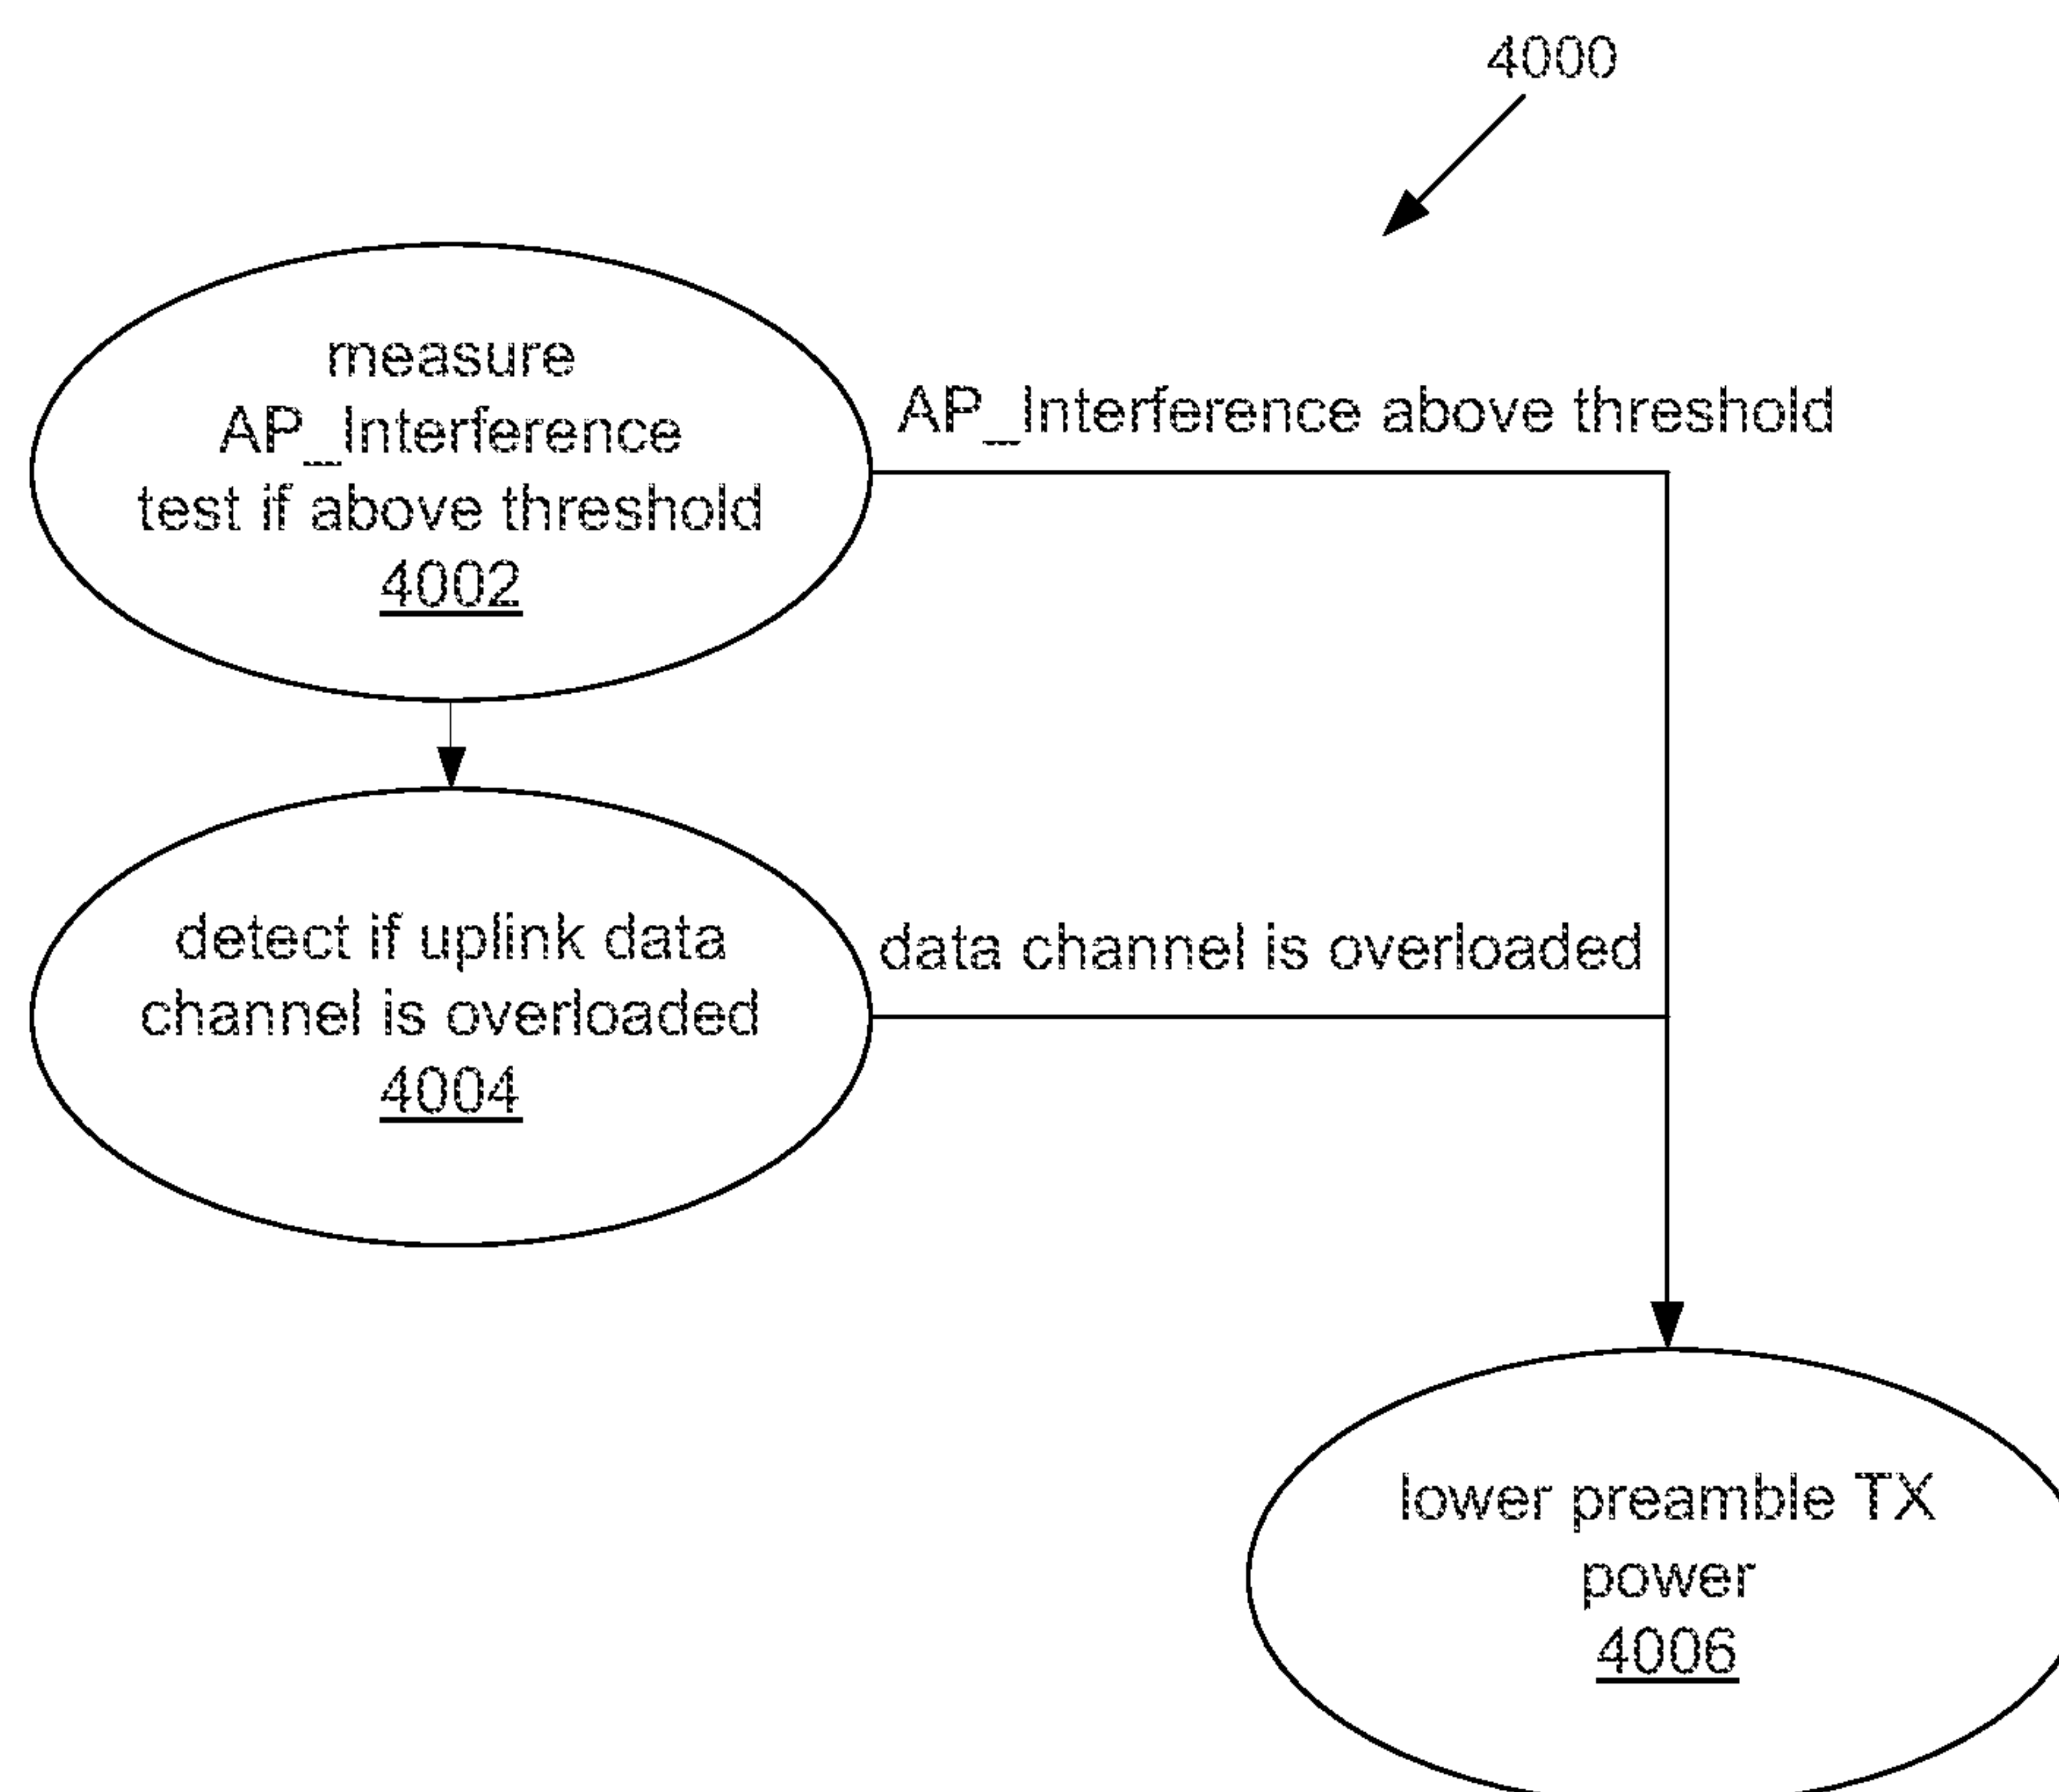 4000
measure
AP_Interference
test if above threshold
4002
AP_Interference above threshold
detect if uplink data
channel is overloaded
4004
data channel is overloaded
lower preamble TX
power
4006